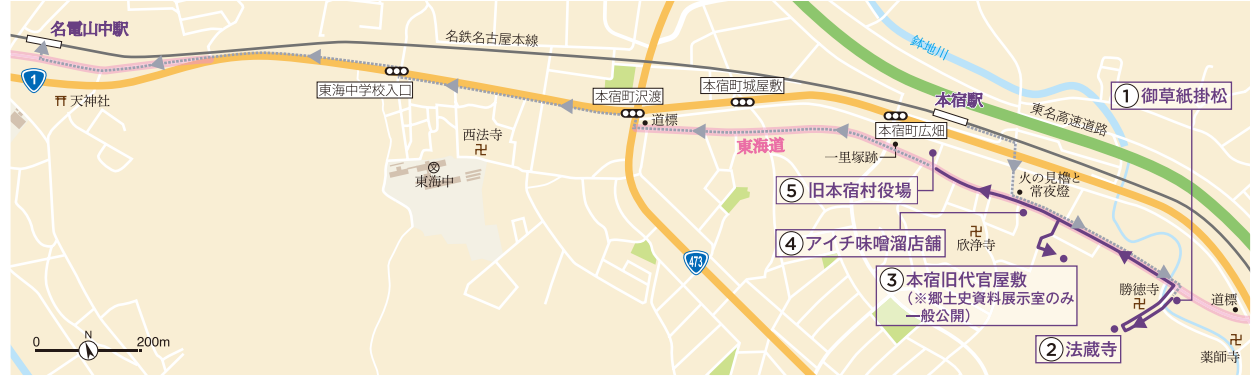 名電山中駅
名鉄名古屋本線
鉢地川
1
天神社
東海中学校入口
本宿町沢渡
本宿町城屋敷
本宿駅
東名高速道路
①御草紙掛松
道標
本宿町広畑
西法寺
東海道
一里塚跡
東海中
文
⑤旧本宿村役場
火の見櫓と
常夜燈
④アイチ味噌溜店舗
欣浄寺
473
③本宿旧代官屋敷
(※郷土史資料展示室のみ
一般公開)
勝徳寺
道標
②法蔵寺
薬師寺
N
0
200m